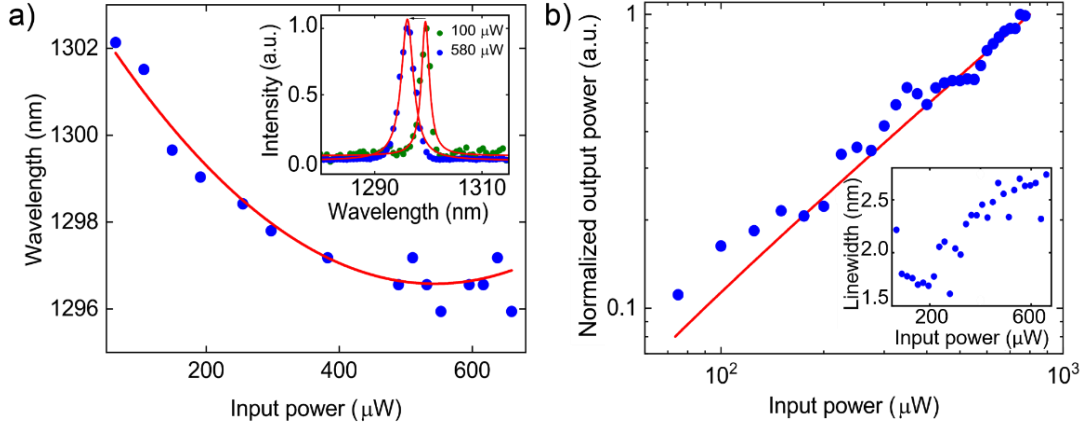 a)
Wavelength (nm)
1302
1300
1298
1296
200
400
600
Input power (μW)
Intensity (a.u.)
1.0
0.5
0.0
100 μW
580 μW
1290
1310
Wavelength (nm)
b)
Normalized output power (a.u.)
1
0.1
10²
10³
Input power (μW)
Linewidth (nm)
2.5
2.0
1.5
200
600
Input power (μW)